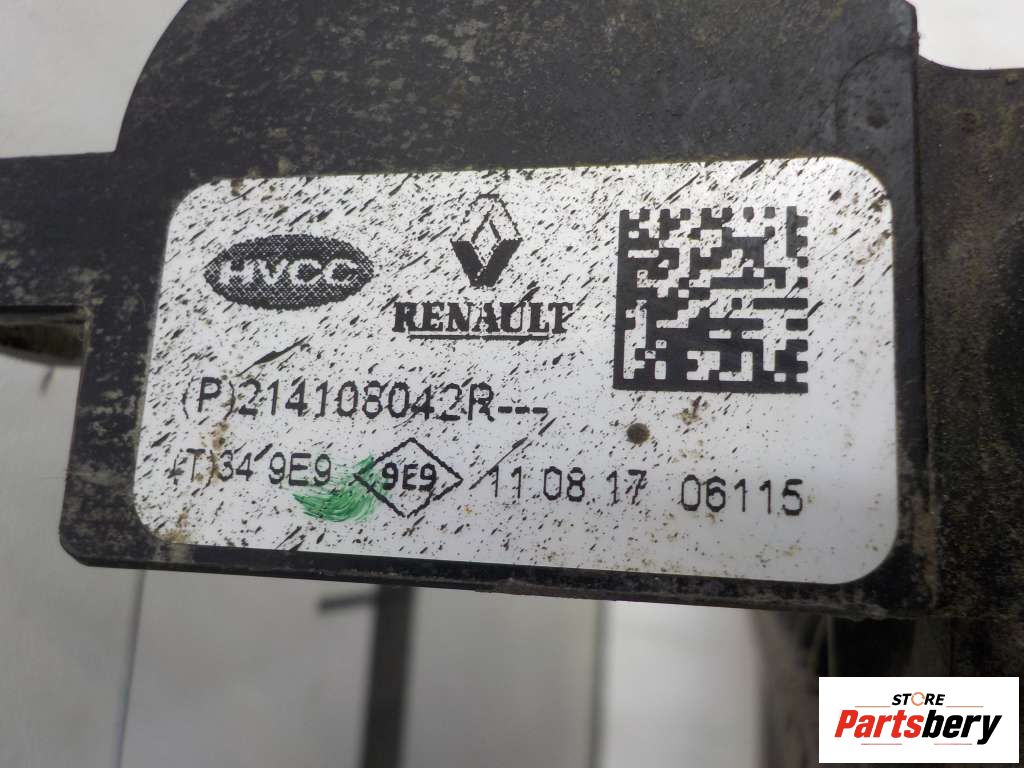 HVCC
RENAULT
(P)214108042R---
(T)34 9E9 9E9 11.08.17 06115
STORE
Partsbery